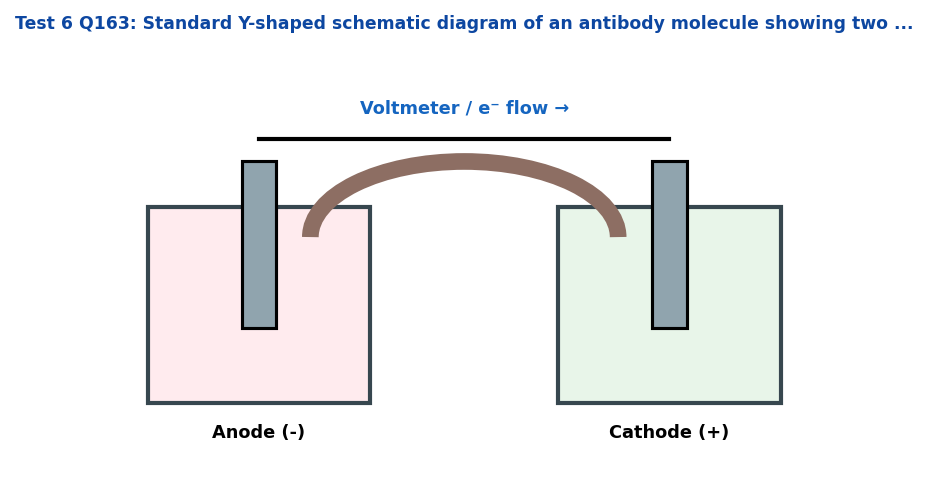 Test 6 Q163: Standard Y-shaped schematic diagram of an antibody molecule showing two ...
Voltmeter / e⁻ flow →
Anode (-)
Cathode (+)